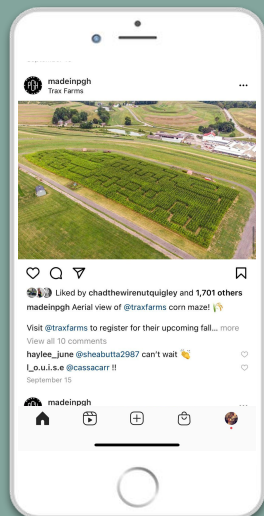 madeinpgh
Trax Farms
Liked by chadthewirenutquigley and 1,701 others
madeinpgh Aerial view of @traxfarms corn maze!
Visit @traxfarms to register for their upcoming fall... more
View all 10 comments
haylee_june @sheabutta2987 can't wait
l_o_u.i.s.e @cassacarr !!
September 15
madeinpgh